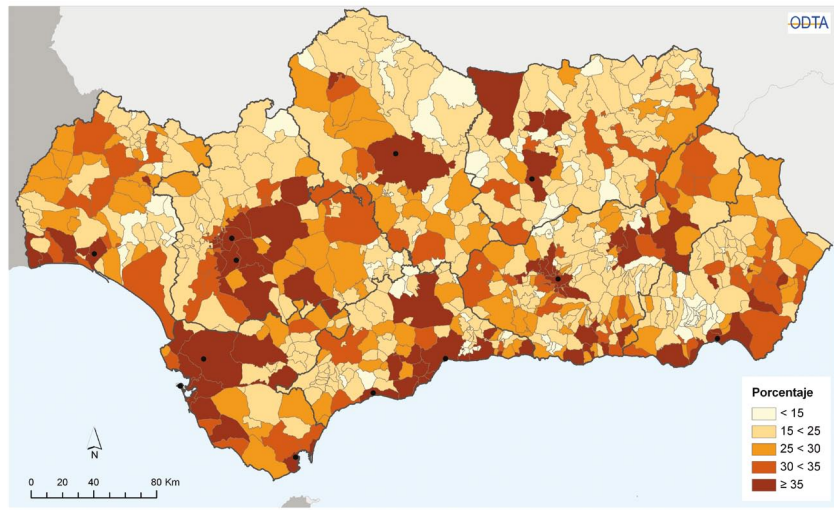 ODTA
Porcentaje
< 15
15 < 25
25 < 30
30 < 35
≥ 35
N
0 20 40 80 Km